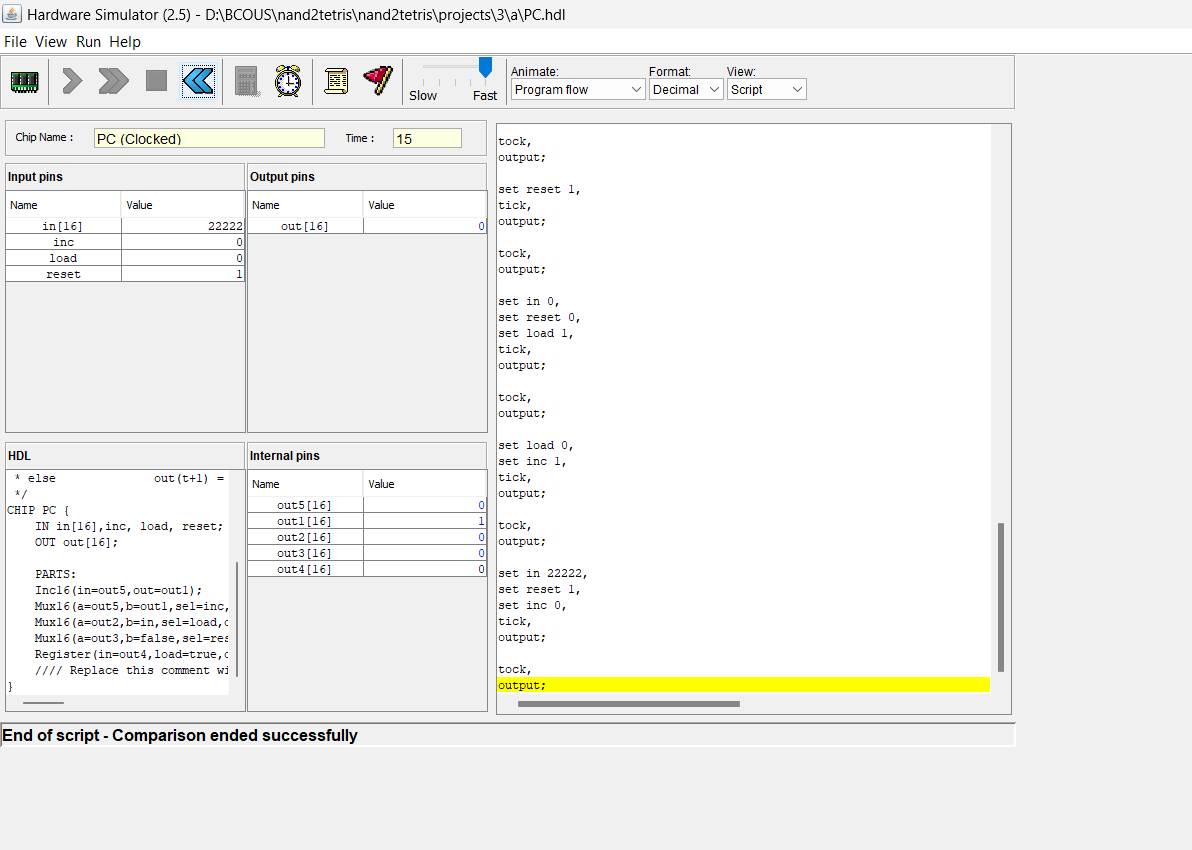 Hardware Simulator (2.5) - D:\BCOUS\nand2tetris\nand2tetris\projects\3\a\PC.hdl
File View Run Help
Slow Fast
Animate: Format: View:
Program flow Decimal Script
Chip Name : PC (Clocked) Time : 15
Input pins
Name Value
in[16] 22222
inc 0
load 0
reset 1
Output pins
Name Value
out[16] 0
HDL
* else out(t+1) =
*/
CHIP PC {
IN in[16],inc, load, reset;
OUT out[16];
PARTS:
Inc16(in=out5,out=out1);
Mux16(a=out5,b=out1,sel=inc,
Mux16(a=out2,b=in,sel=load,
Mux16(a=out3,b=false,sel=res
Register(in=out4,load=true,
//// Replace this comment wi
}
Internal pins
Name Value
out5[16] 0
out1[16] 1
out2[16] 0
out3[16] 0
out4[16] 0
tock,
output;
set reset 1,
tick,
output;
tock,
output;
set in 0,
set reset 0,
set load 1,
tick,
output;
tock,
output;
set load 0,
set inc 1,
tick,
output;
tock,
output;
set in 22222,
set reset 1,
set inc 0,
tick,
output;
tock,
output;
End of script - Comparison ended successfully